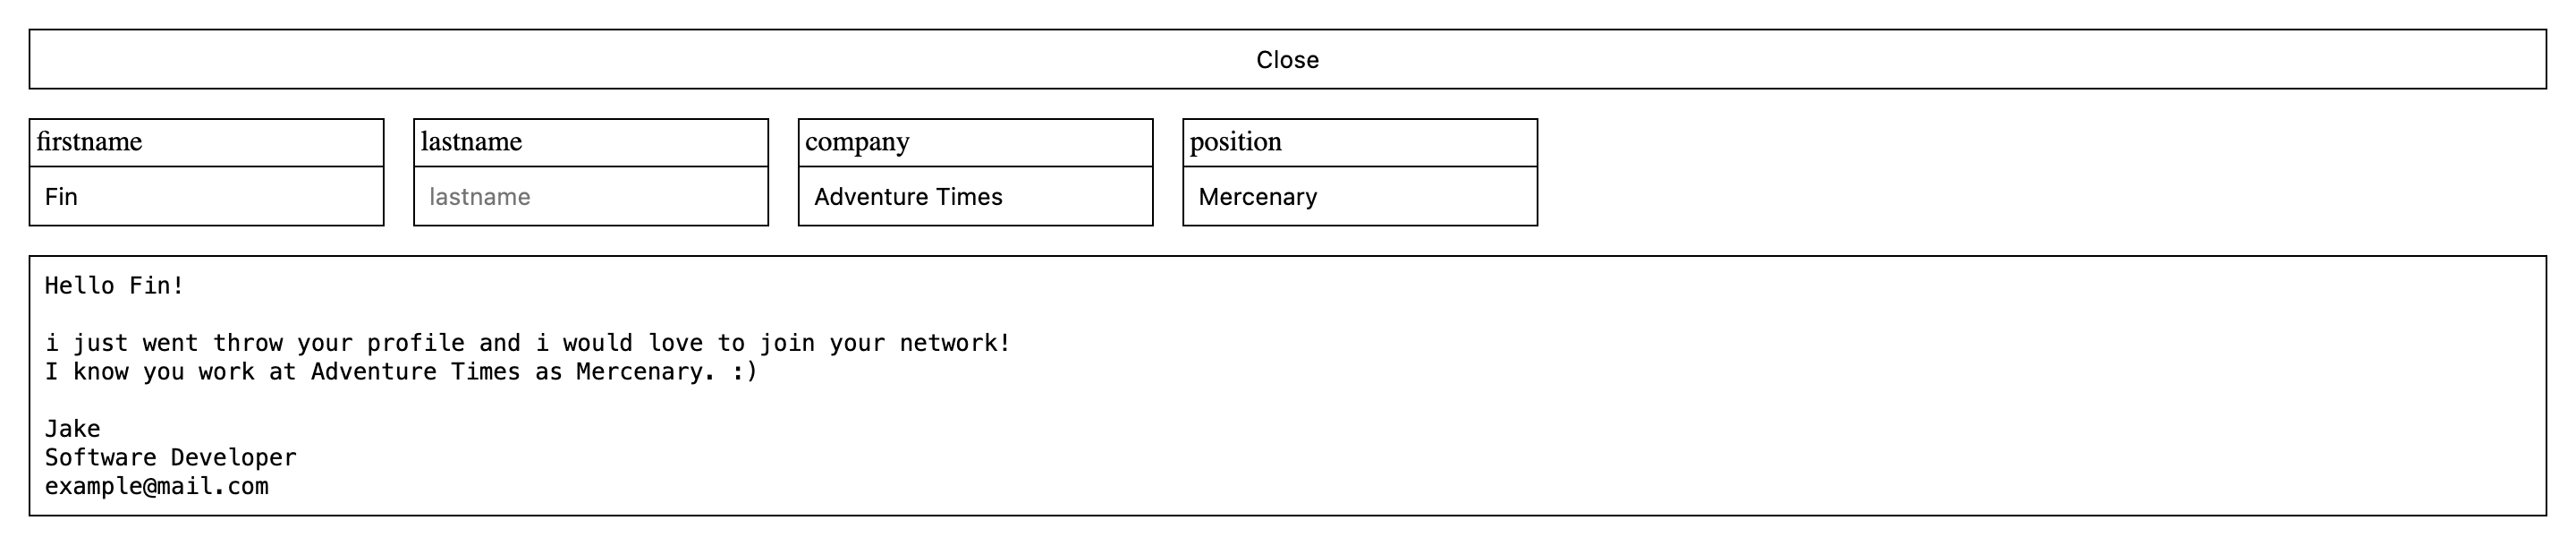 Close
firstname
lastname
company
position
Fin
lastname
Adventure Times
Mercenary
Hello Fin!
i just went throw your profile and i would love to join your network!
I know you work at Adventure Times as Mercenary. :)
Jake
Software Developer
example@mail.com